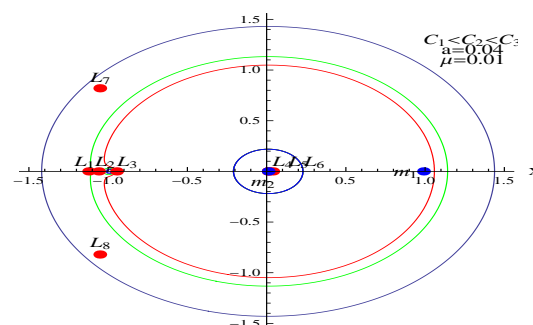 1.5
C₁<C₂<C₃
a=0.04
μ=0.01
1.0
L₇
0.5
L₁ L₂ L₃
L₄ L₅ L₆
m
m₁
x
−1.5
−1.0
−0.5
0.5
1.0
1.5
−0.5
L₈
−1.0
−1.5